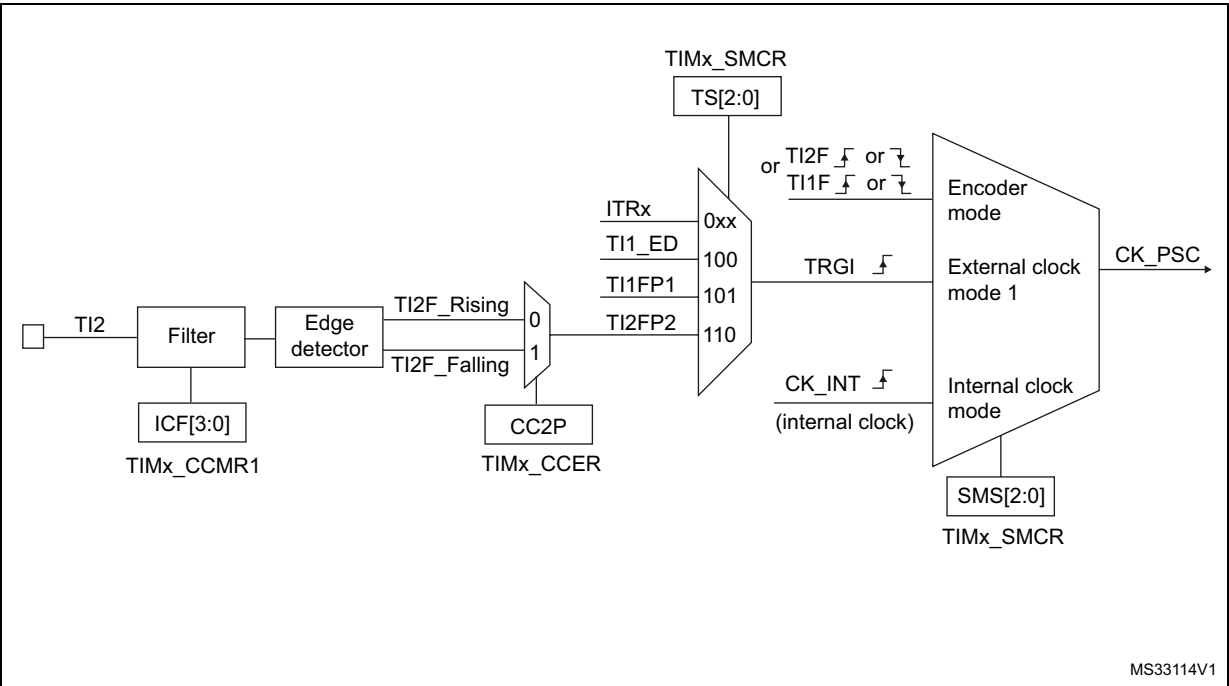 TIMx_SMCR
TS[2:0]
or TI2F or
TI1F or
Encoder
mode
ITRx
0xx
TI1_ED
100
TRGI
External clock
mode 1
CK_PSC
TI1FP1
101
TI2FP2
110
TI2
Filter
Edge
detector
TI2F_Rising
0
TI2F_Falling
1
CK_INT
(internal clock)
Internal clock
mode
ICF[3:0]
TIMx_CCMR1
CC2P
TIMx_CCER
SMS[2:0]
TIMx_SMCR
MS33114V1